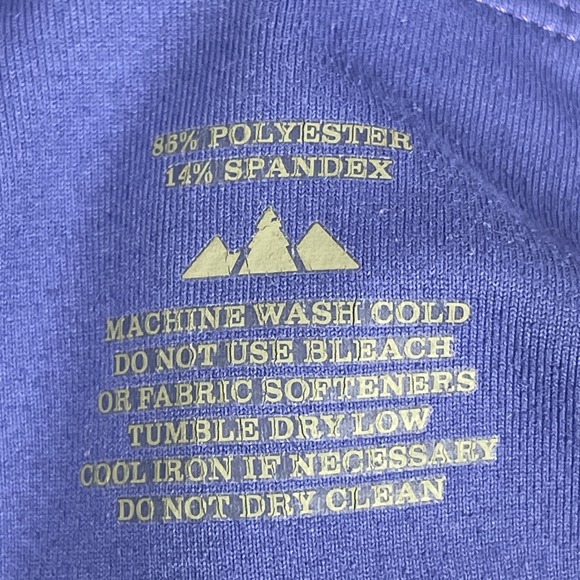 86% POLYESTER
14% SPANDEX
MACHINE WASH COLD
DO NOT USE BLEACH
OR FABRIC SOFTENERS
TUMBLE DRY LOW
COOL IRON IF NECESSARY
DO NOT DRY CLEAN